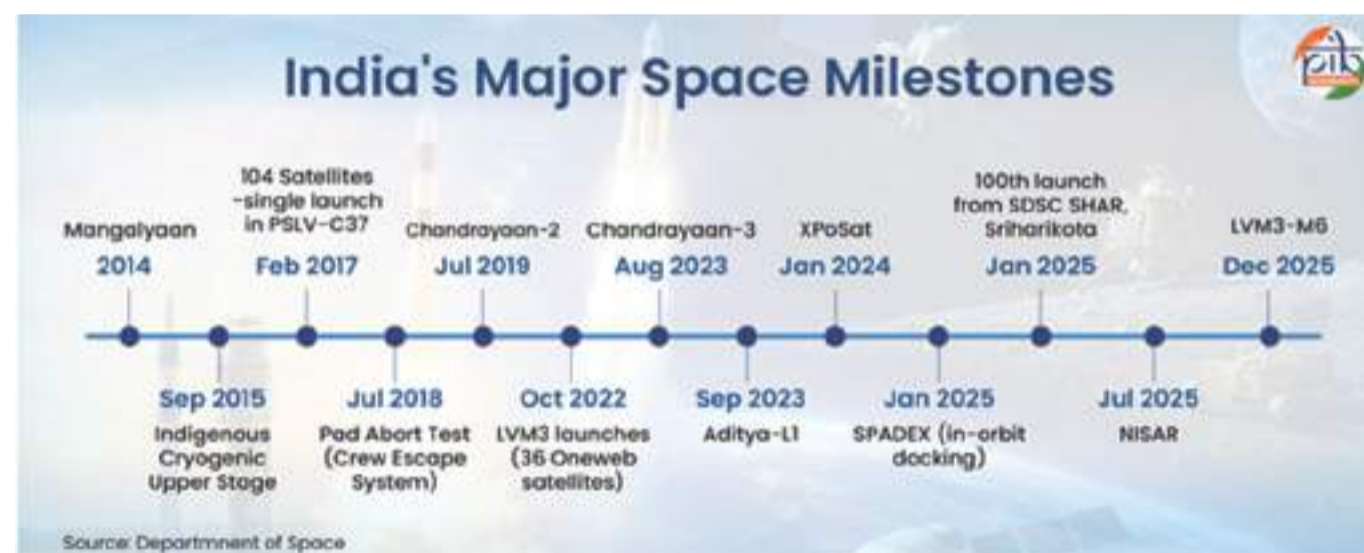 India's Major Space Milestones
pib
Mangalyaan
2014
104 Satellites
-single launch
in PSLV-C37
Feb 2017
Chandrayaan-2
Jul 2019
Chandrayaan-3
Aug 2023
XPoSat
Jan 2024
100th launch
from SDSC SHAR,
Sriharikota
Jan 2025
LVM3-M6
Dec 2025
Sep 2015
Indigenous
Cryogenic
Upper Stage
Jul 2018
Pad Abort Test
(Crew Escape
System)
Oct 2022
LVM3 launches
(36 Oneweb
satellites)
Sep 2023
Aditya-L1
Jan 2025
SPADEX (in-orbit
docking)
Jul 2025
NISAR
Source: Departmnent of Space